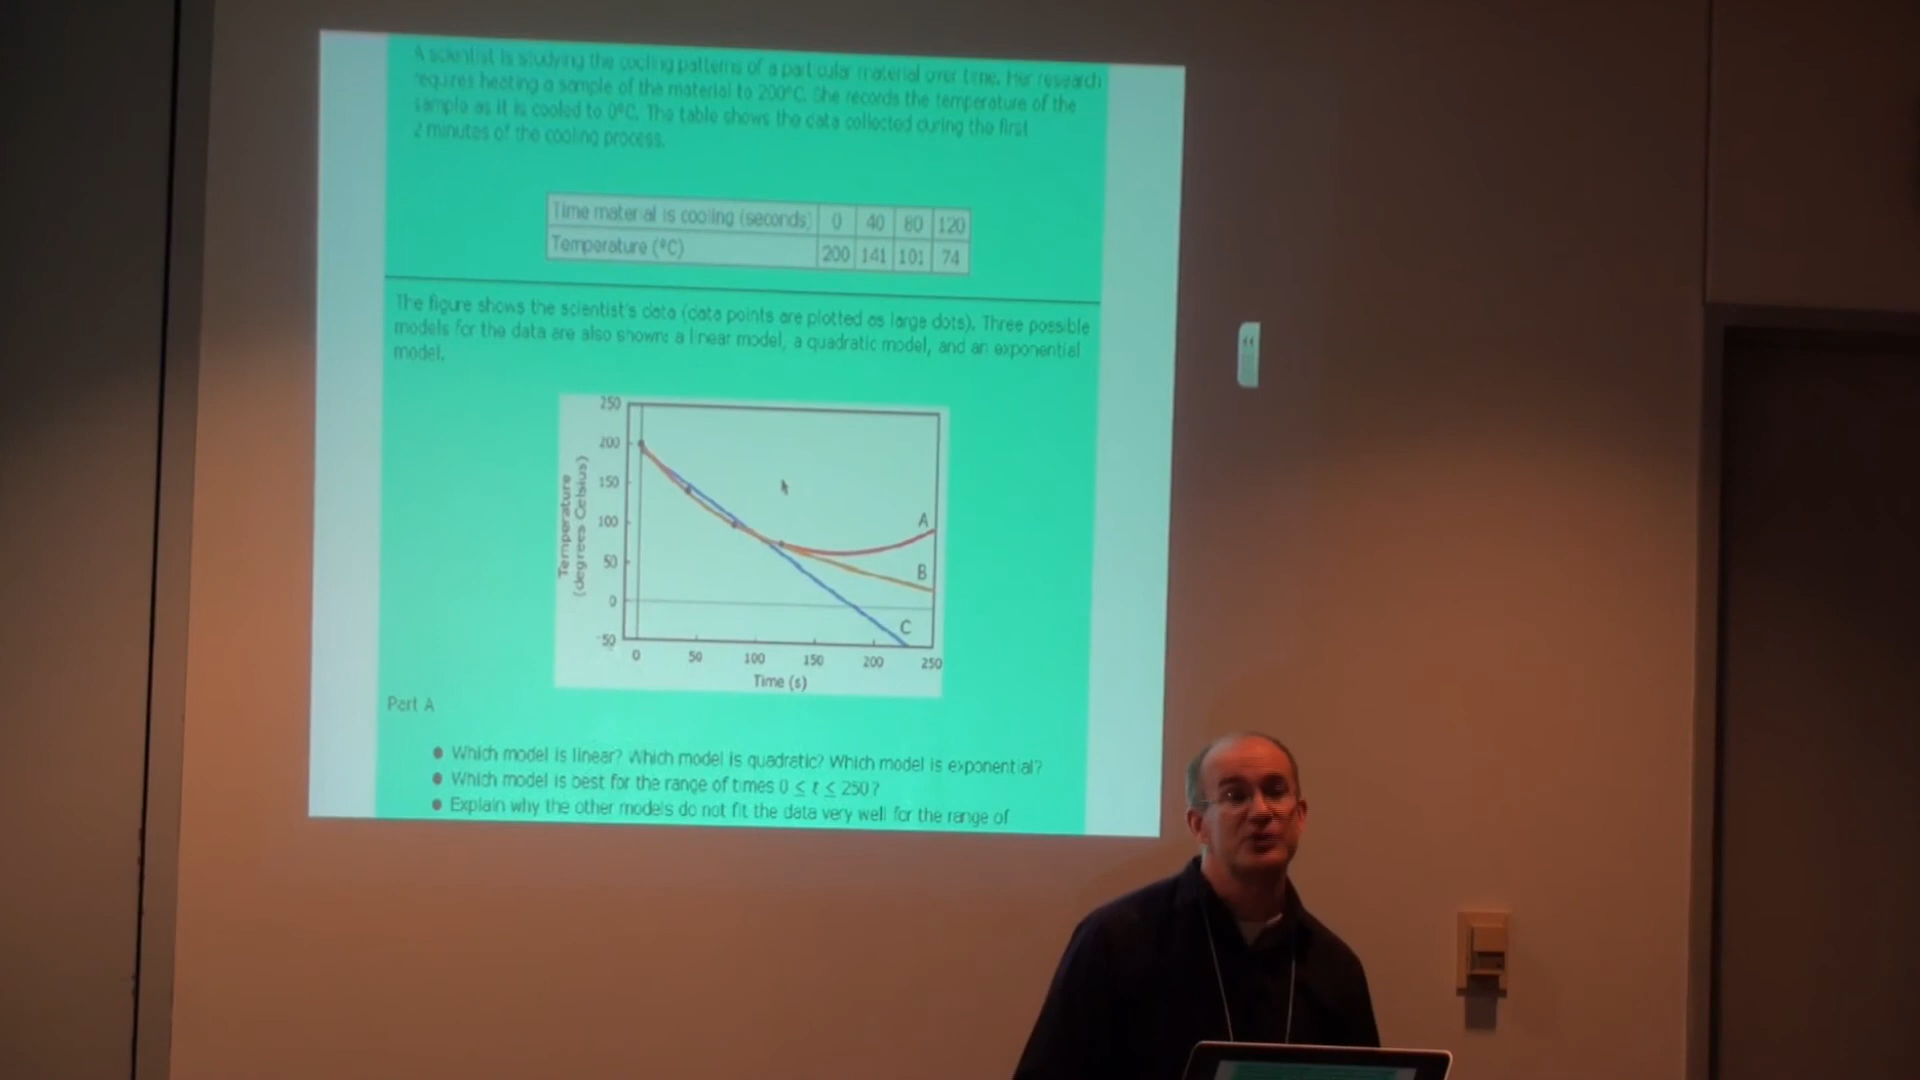 A scientist is studying the cooling patterns of a particular material over time. Her research
requires heating a sample of the material to 200°C. She records the temperature of the
sample as it is cooled to 0°C. The table shows the data collected during the first
2 minutes of the cooling process.
Time material is cooling (seconds) 0 40 80 120
Temperature (°C) 200 141 101 74
The figure shows the scientist's data (data points are plotted as large dots). Three possible
models for the data are also shown: a linear model, a quadratic model, and an exponential
model.
250
200
150
100
50
0
-50
Temperature
(degrees Celsius)
A
B
C
0 50 100 150 200 250
Time (s)
Part A
• Which model is linear? Which model is quadratic? Which model is exponential?
• Which model is best for the range of times 0 ≤ t ≤ 250?
• Explain why the other models do not fit the data very well for the range of